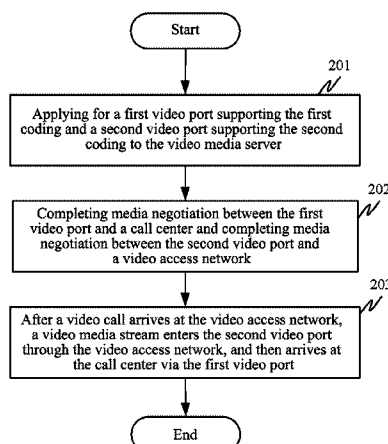 Start
201
Applying for a first video port supporting the first
coding and a second video port supporting the second
coding to the video media server
202
Completing media negotiation between the first
video port and a call center and completing media
negotiation between the second video port and
a video access network
203
After a video call arrives at the video access network,
a video media stream enters the second video port
through the video access network, and then arrives at
the call center via the first video port
End